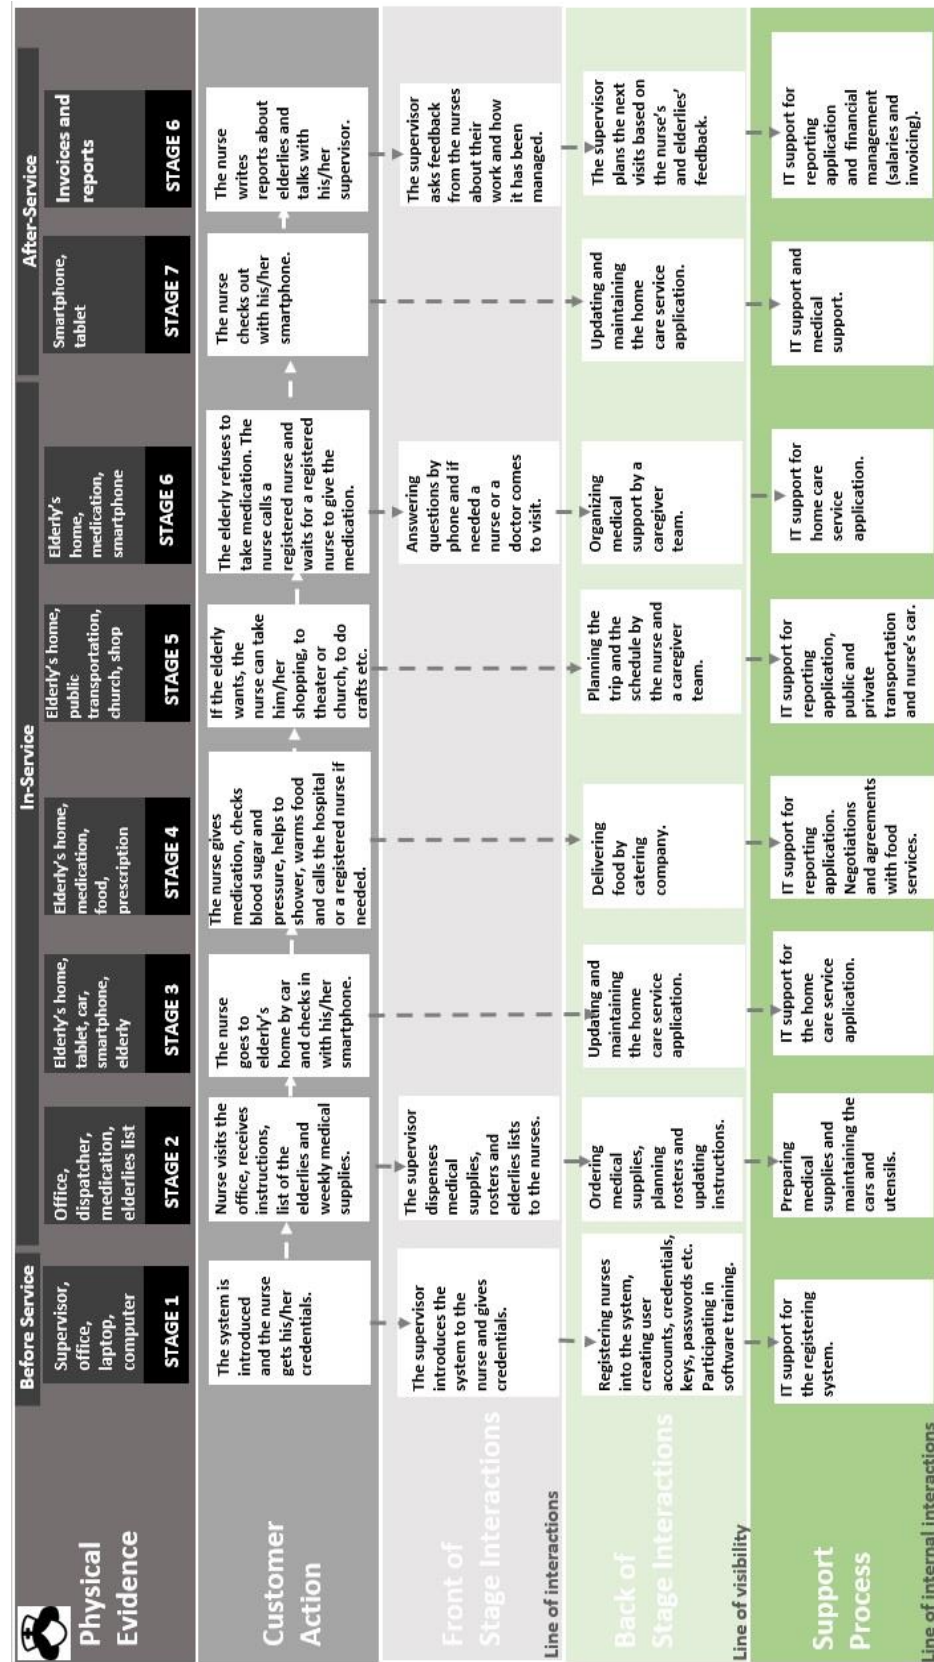 Before Service
In-Service
After-Service
Physical
Evidence
Supervisor,
office,
laptop,
computer
STAGE 1
Office,
dispatcher,
medication,
elderlies list
STAGE 2
Elderly's home,
tablet, car,
smartphone,
elderly
STAGE 3
Elderly's home,
medication,
food,
prescription
STAGE 4
Elderly's home,
public
transportation,
church, shop
STAGE 5
Elderly's
home,
medication,
smartphone
STAGE 6
Smartphone,
tablet
STAGE 7
Invoices and
reports
STAGE 6
Customer
Action
The system is
introduced
and the nurse
gets his/her
credentials.
Nurse visits the
office, receives
instructions,
list of the
elderlies and
weekly medical
supplies.
The nurse
goes to
elderly's
home by car
and checks in
with his/her
smartphone.
The nurse gives
medication, checks
blood sugar and
pressure, helps to
shower, warms food
and calls the hospital
or a registered nurse if
needed.
If the elderly
wants, the
nurse can take
him/her
shopping, to
theater or
church, to do
crafts etc.
The elderly refuses to
take medication. The
nurse calls a
registered nurse and
waits for a registered
nurse to give the
medication.
The nurse
checks out
with his/her
smartphone.
The nurse
writes
reports about
elderlies and
talks with
his/her
supervisor.
Front of
Stage Interactions
Line of interactions
The supervisor
introduces the
system to the
nurse and gives
credentials.
The supervisor
dispenses
medical
supplies,
rosters and
elderlies lists
to the nurses.
Answering
questions by
phone and if
needed a
nurse or a
doctor comes
to visit.
The supervisor
asks feedback
from the nurses
about their
work and how
it has been
managed.
Back of
Stage Interactions
Line of visibility
Registering nurses
into the system,
creating user
accounts, credentials,
keys, passwords etc.
Participating in
software training.
Ordering
medical
supplies,
planning
rosters and
updating
instructions.
Updating and
maintaining
the home
care service
application.
Delivering
food by
catering
company.
Planning the
trip and the
schedule by
the nurse and
a caregiver
team.
Organizing
medical
support by a
caregiver
team.
Updating and
maintaining
the home
care service
application.
The supervisor
plans the next
visits based on
the nurse's
and elderlies'
feedback.
Support
Process
Line of internal interactions
IT support for
the registering
system.
Preparing
medical
supplies and
maintaining the
cars and
utensils.
IT support for
the home
care service
application.
IT support for
reporting
application.
Negotiations
and agreements
with food
services.
IT support for
reporting
application,
public and
private
transportation
and nurse's car.
IT support for
home care
service
application.
IT support and
medical
support.
IT support for
reporting
application
and financial
management
(salaries and
invoicing).